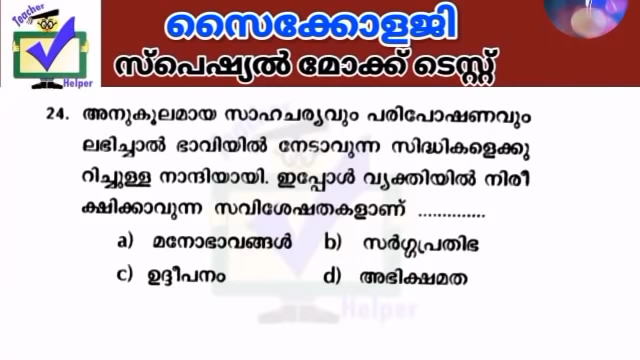 Teacher
Helper
സൈക്കോളജി
സ്പെഷ്യൽ മോക്ക് ടെസ്റ്റ്
24. അനുകൂലമായ സാഹചര്യവും പരിപോഷണവും
ലഭിച്ചാൽ ഭാവിയിൽ നേടാവുന്ന സിദ്ധികളെക്കു
റിച്ചുള്ള നാന്ദിയായി. ഇപ്പോൾ വ്യക്തിയിൽ നിരീ
ക്ഷിക്കാവുന്ന സവിശേഷതകളാണ് ..............
a) മനോഭാവങ്ങൾ b) സർഗ്ഗപ്രതിഭ
c) ഉദ്ദീപനം d) അഭിക്ഷമത
Helper